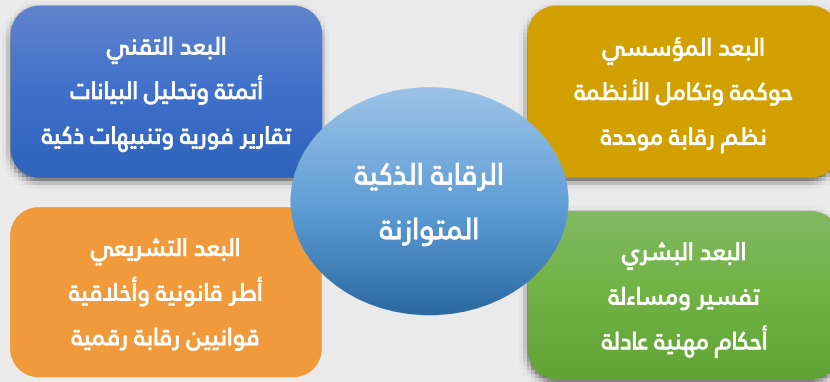 البعد المؤسسي
حوكمة وتكامل الأنظمة
نظم رقابة موحدة
البعد التقني
أتمتة وتحليل البيانات
تقارير فورية وتنبيهات ذكية
الرقابة الذكية
المتوازنة
البعد البشري
تفسير ومساءلة
أحكام مهنية عادلة
البعد التشريعي
أطر قانونية وأخلاقية
قوانيين رقابة رقمية